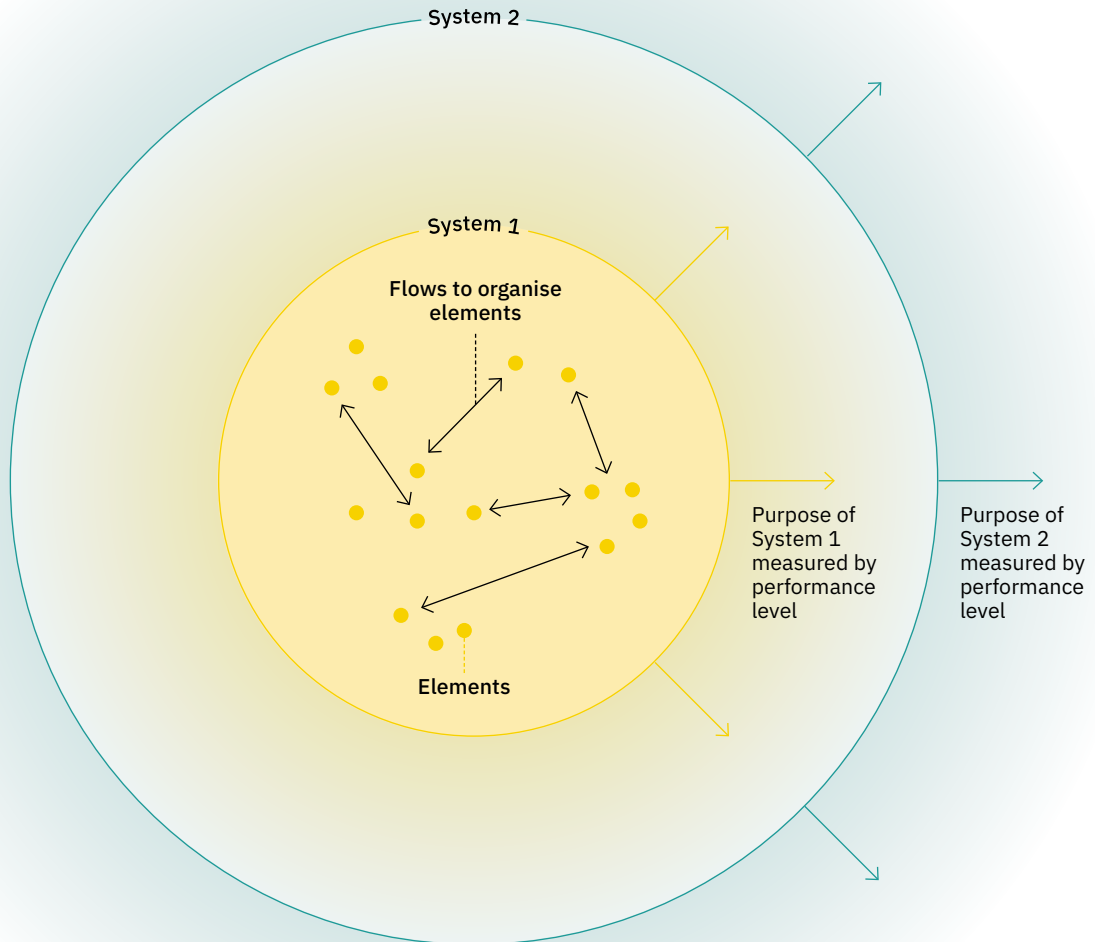 System 2
System 1
Flows to organise
elements
Purpose of
System 1
measured by
performance
level
Purpose of
System 2
measured by
performance
level
Elements